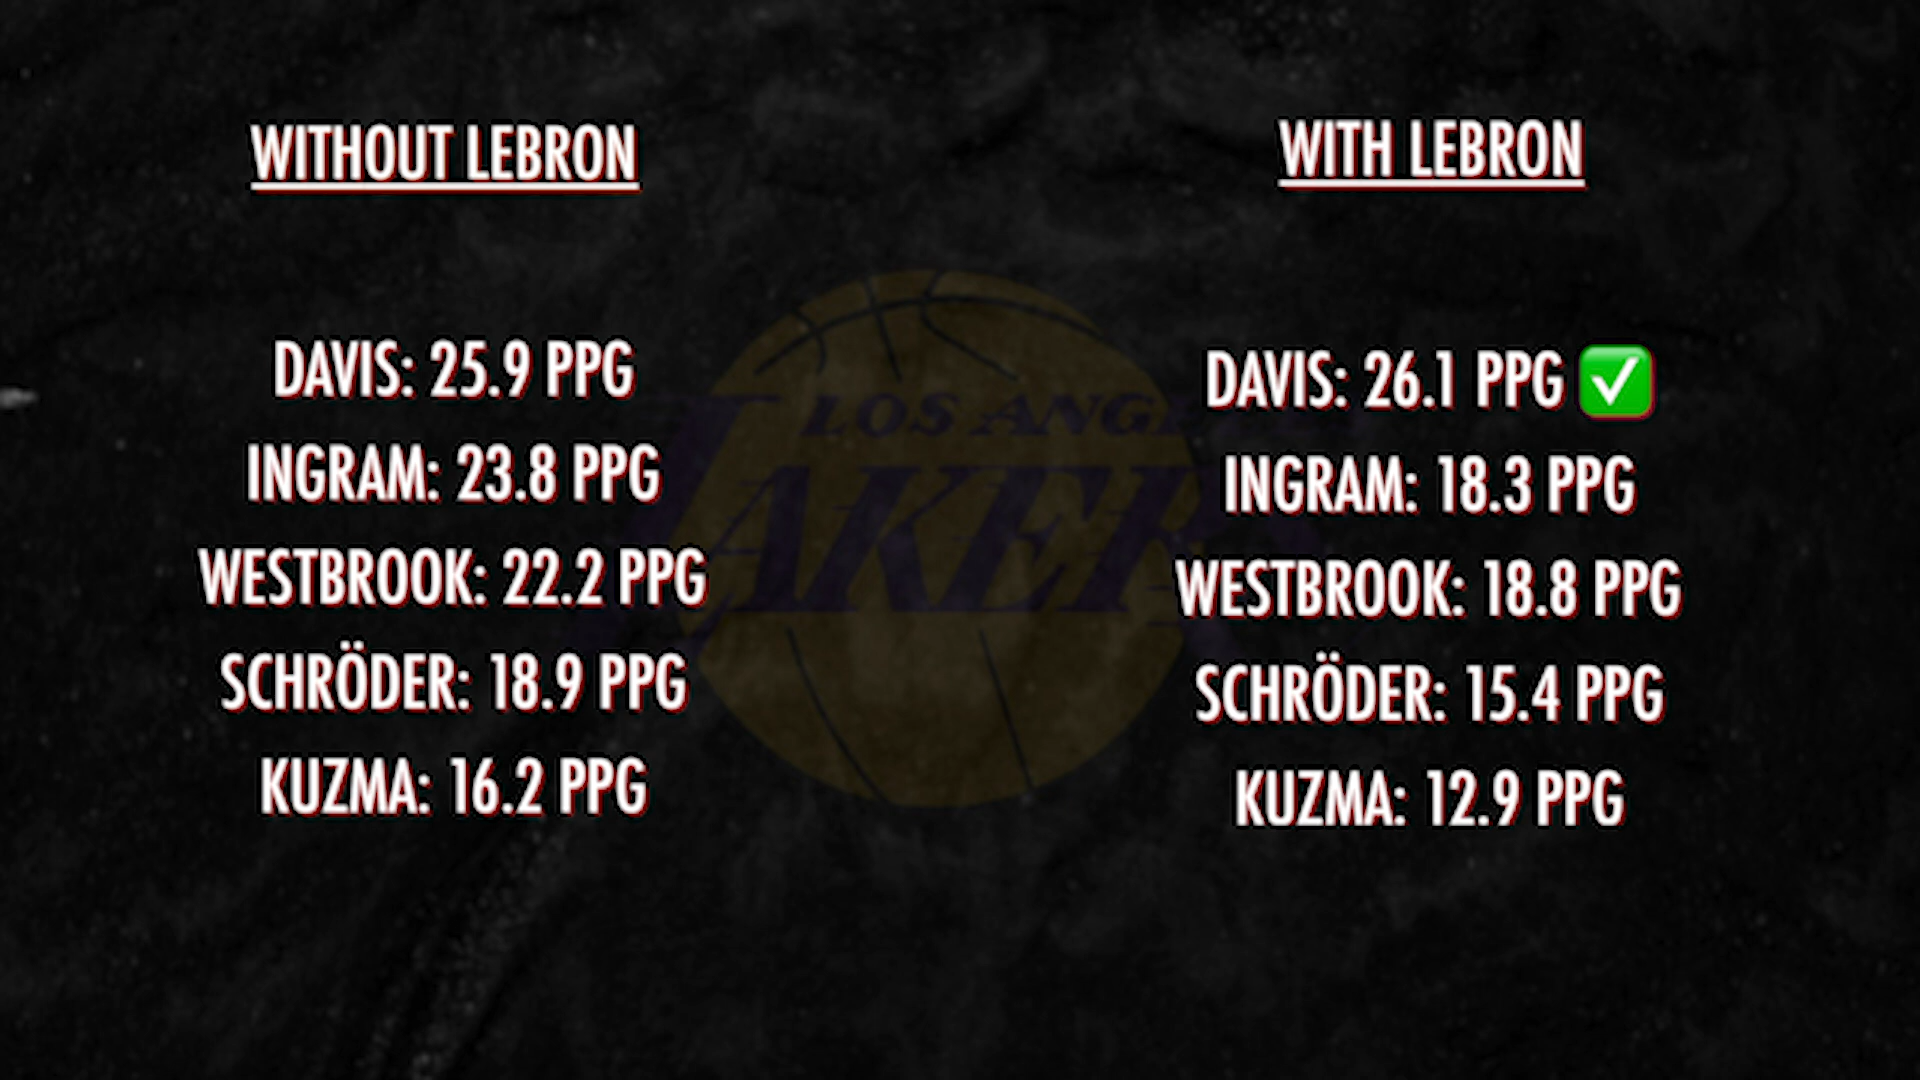 WITHOUT LEBRON
DAVIS: 25.9 PPG
INGRAM: 23.8 PPG
WESTBROOK: 22.2 PPG
SCHRÖDER: 18.9 PPG
KUZMA: 16.2 PPG
WITH LEBRON
DAVIS: 26.1 PPG ✅
INGRAM: 18.3 PPG
WESTBROOK: 18.8 PPG
SCHRÖDER: 15.4 PPG
KUZMA: 12.9 PPG
LOS